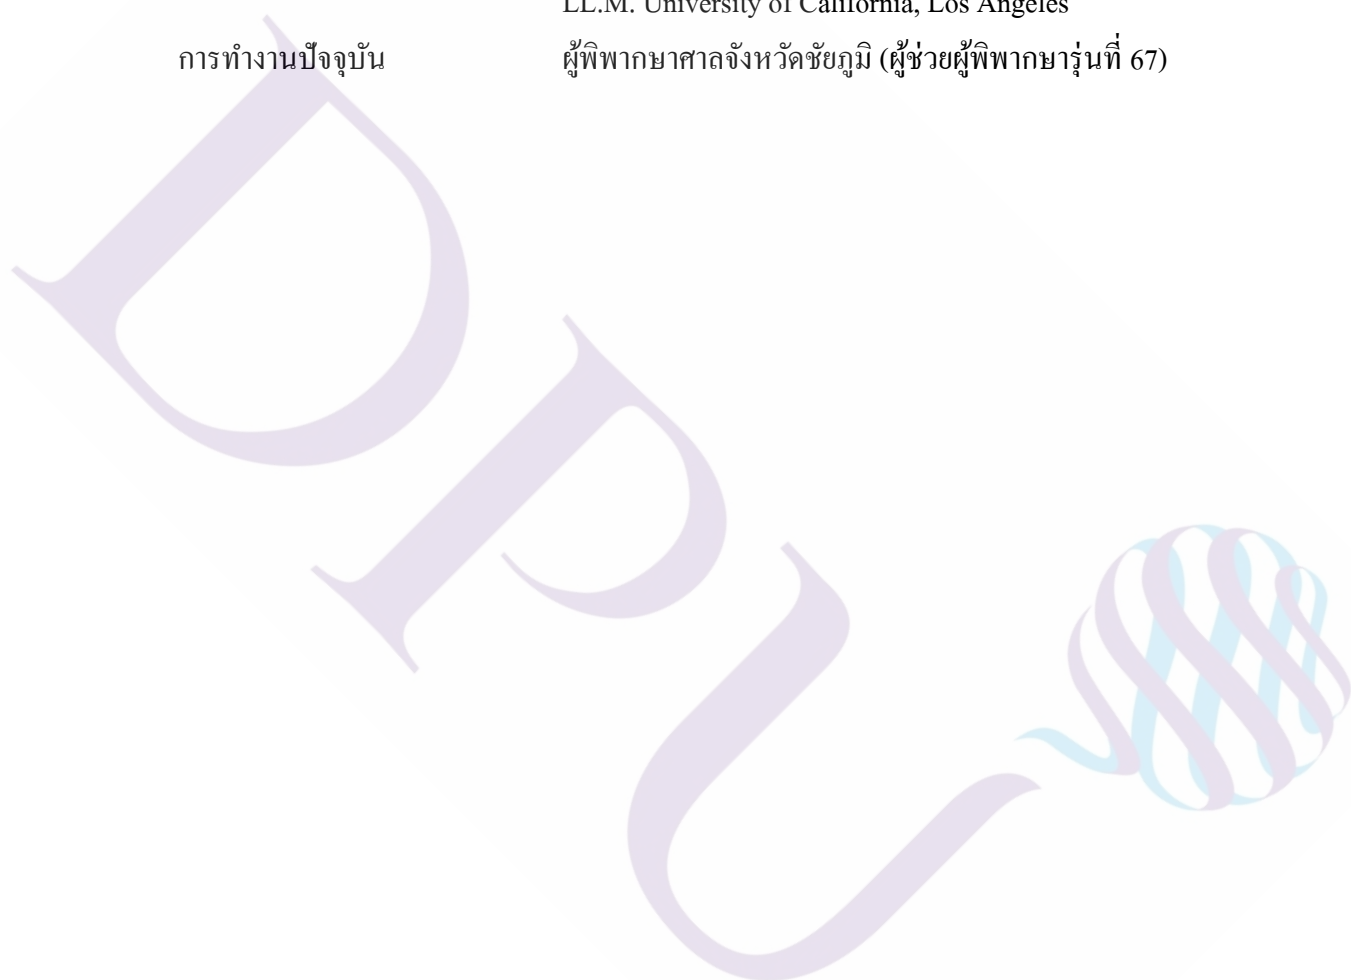 LL.M. University of California, Los Angeles
การทำงานปัจจุบัน ผู้พิพากษาศาลจังหวัดชัยภูมิ (ผู้ช่วยผู้พิพากษารุ่นที่ 67)
DPU